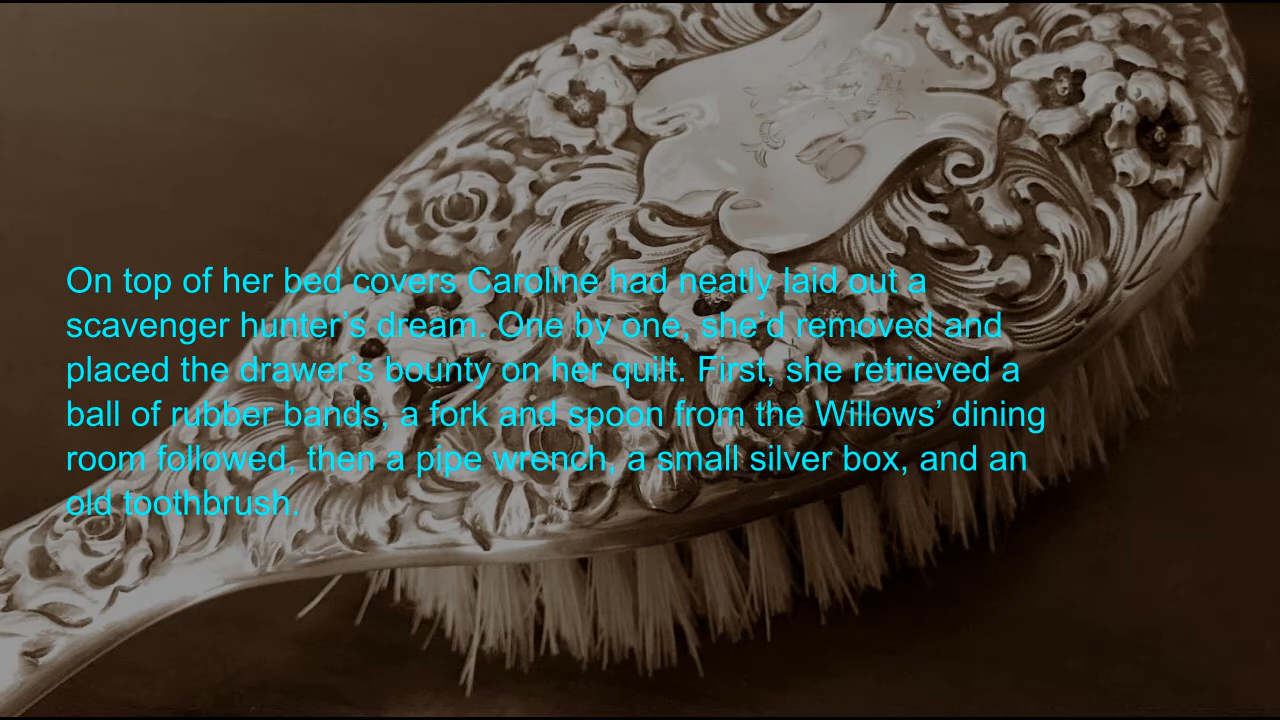 On top of her bed covers Caroline had neatly laid out a
scavenger hunter’s dream. One by one, she’d removed and
placed the drawer’s bounty on her quilt. First, she retrieved a
ball of rubber bands, a fork and spoon from the Willows’ dining
room followed, then a pipe wrench, a small silver box, and an
old toothbrush.